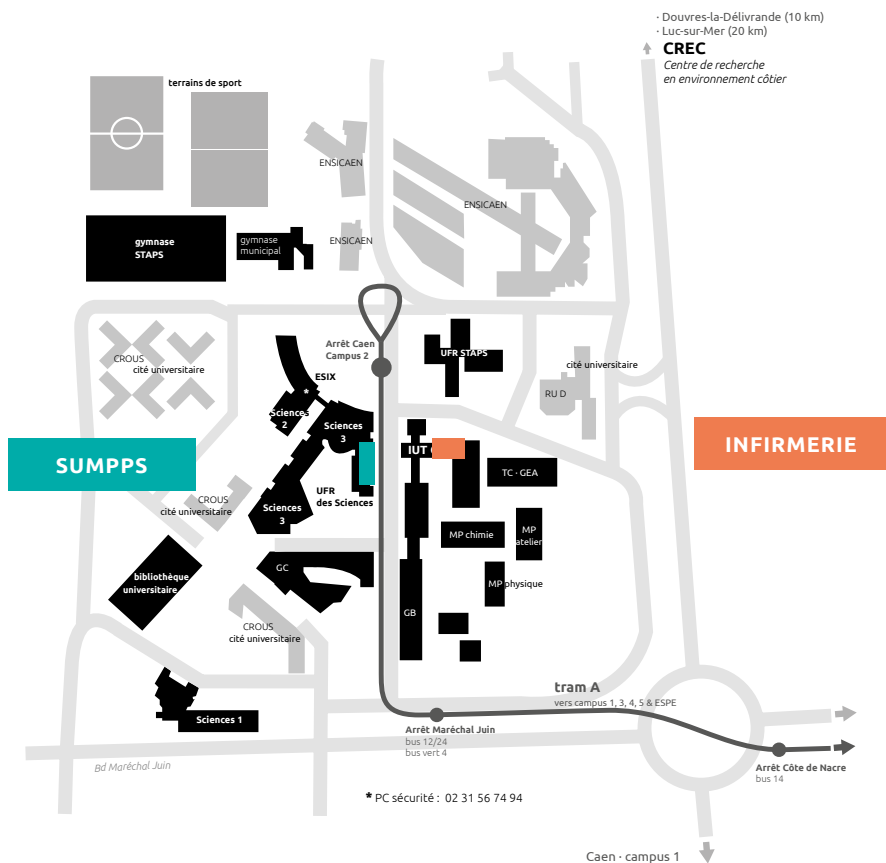 · Douvres-la-Délivrande (10 km)
· Luc-sur-Mer (20 km)
CREC
Centre de recherche
en environnement côtier
terrains de sport
ENSICAEN
ENSICAEN
ENSICAEN
gymnase
STAPS
gymnase
municipal
Arrêt Caen
Campus 2
UFR STAPS
CROUS
cité universitaire
cité universitaire
ESIX
*
RU D
Sciences
2
Sciences
3
SUMPPS
IUT
INFIRMERIE
TC · GEA
UFR
des Sciences
CROUS
cité universitaire
Sciences
3
MP chimie
MP
atelier
GC
bibliothèque
universitaire
MP physique
GB
CROUS
cité universitaire
tram A
vers campus 1, 3, 4, 5 & ESPE
Sciences 1
Arrêt Maréchal Juin
bus 12/24
bus vert 4
Bd Maréchal Juin
Arrêt Côte de Nacre
bus 14
* PC sécurité : 02 31 56 74 94
Caen · campus 1